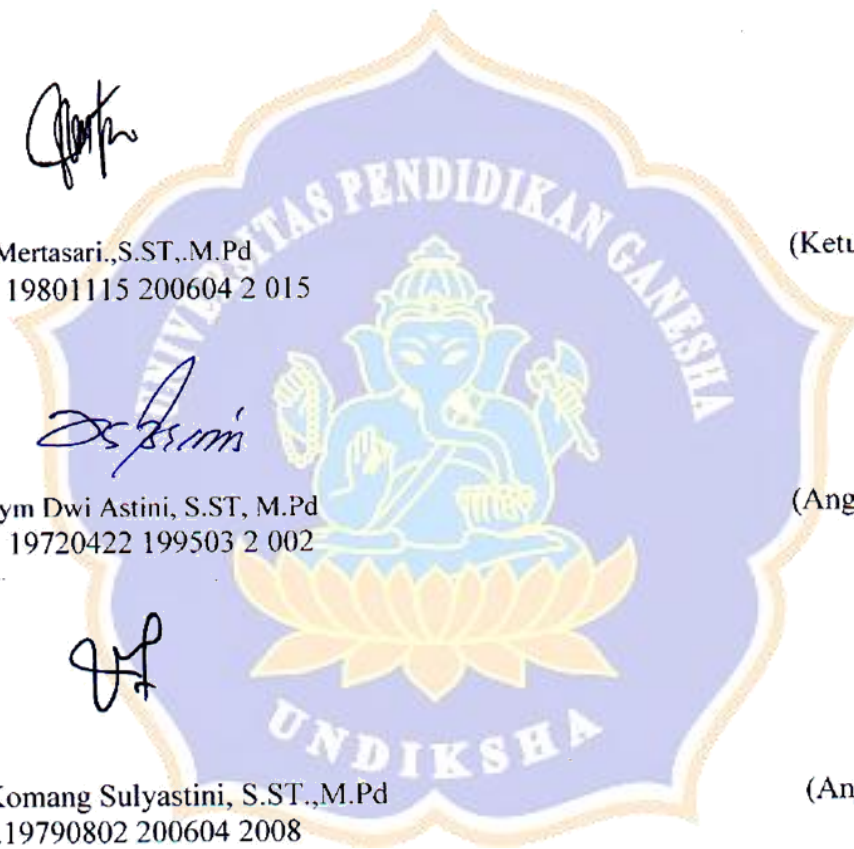 UNIVERSITAS PENDIDIKAN GANESHA
Mertasari.,S.ST,.M.Pd (Ketu
19801115 200604 2 015
ym Dwi Astini, S.ST, M.Pd (Ang
19720422 199503 2 002
UNDIKSHA
Komang Sulyastini, S.ST.,M.Pd (An
.19790802 200604 2008